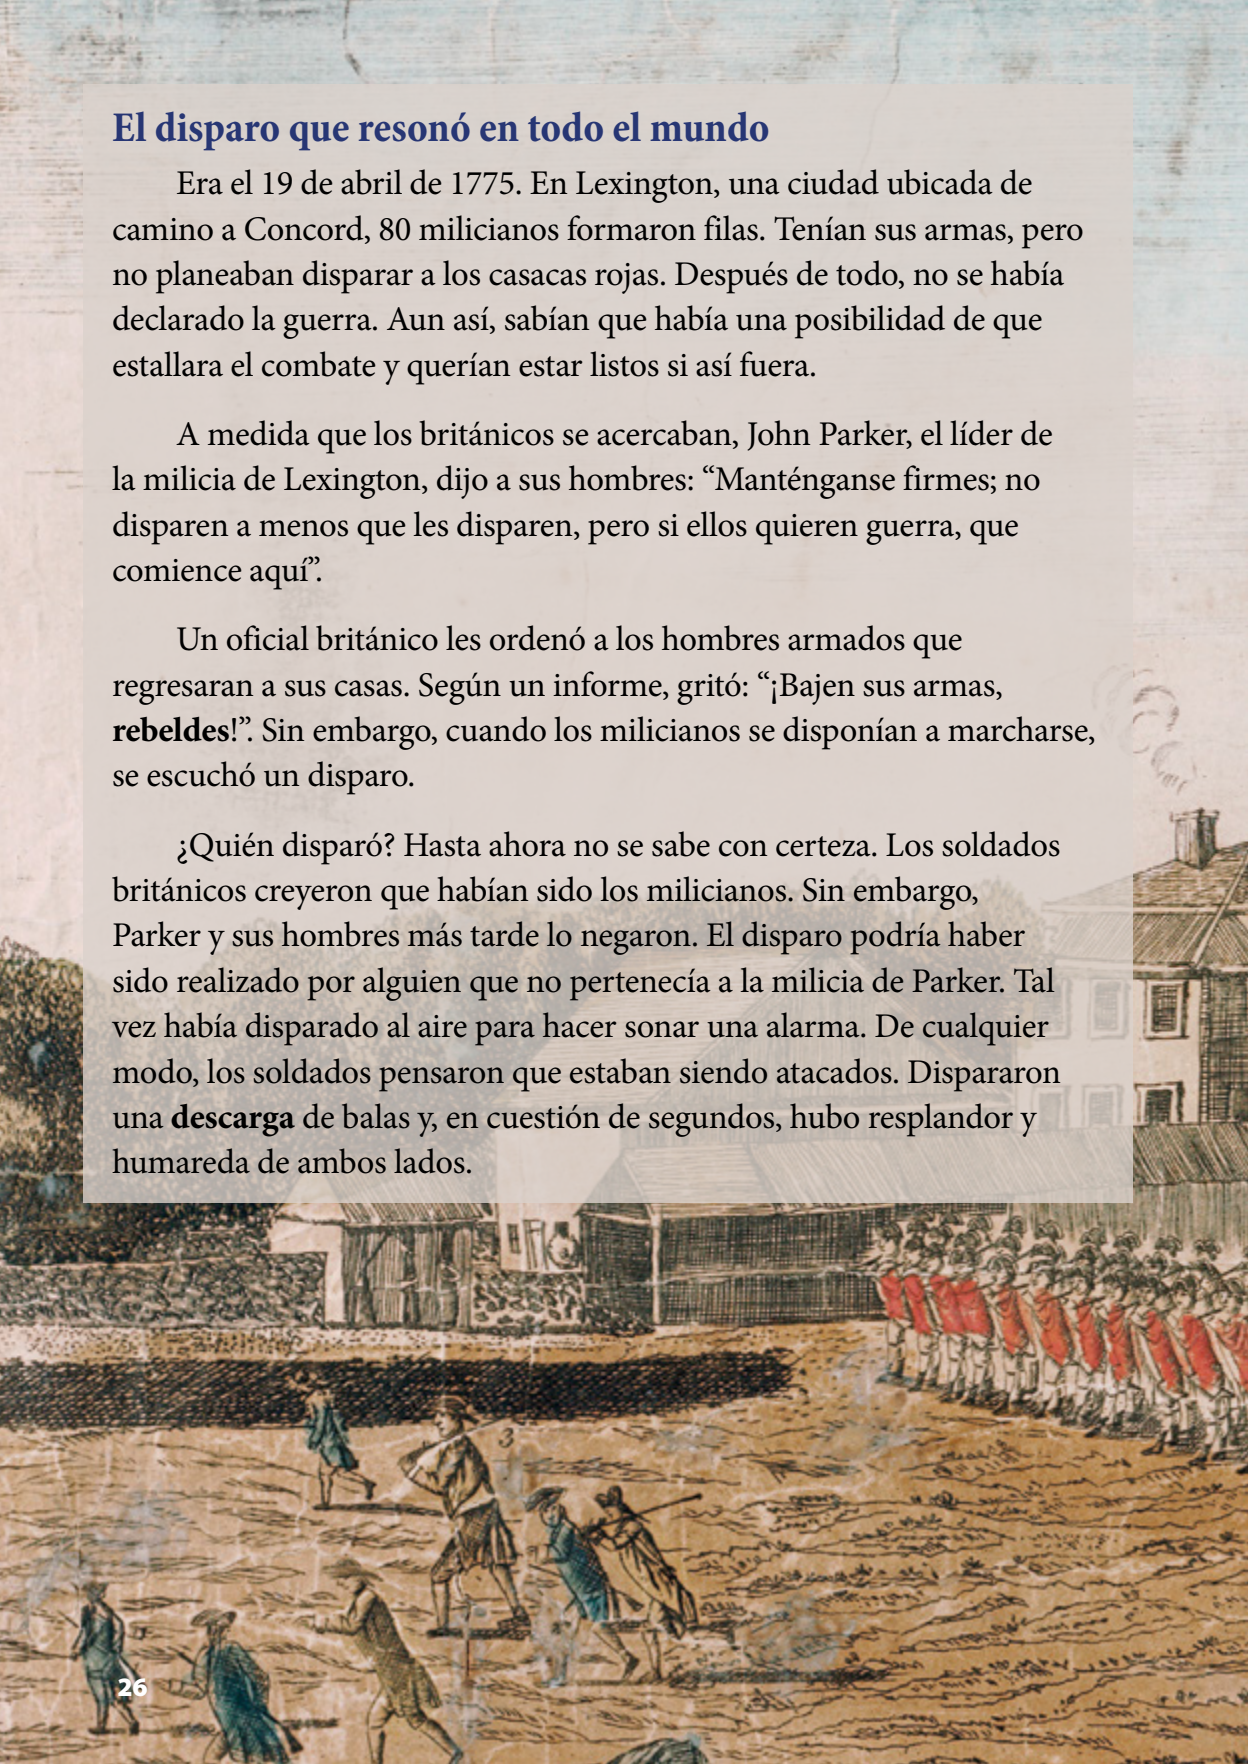 El disparo que resonó en todo el mundo
Era el 19 de abril de 1775. En Lexington, una ciudad ubicada de
camino a Concord, 80 milicianos formaron filas. Tenían sus armas, pero
no planeaban disparar a los casacas rojas. Después de todo, no se había
declarado la guerra. Aun así, sabían que había una posibilidad de que
estallara el combate y querían estar listos si así fuera.
A medida que los británicos se acercaban, John Parker, el líder de
la milicia de Lexington, dijo a sus hombres: “Manténganse firmes; no
disparen a menos que les disparen, pero si ellos quieren guerra, que
comience aquí”.
Un oficial británico les ordenó a los hombres armados que
regresaran a sus casas. Según un informe, gritó: “¡Bajen sus armas,
rebeldes!”. Sin embargo, cuando los milicianos se disponían a marcharse,
se escuchó un disparo.
¿Quién disparó? Hasta ahora no se sabe con certeza. Los soldados
británicos creyeron que habían sido los milicianos. Sin embargo,
Parker y sus hombres más tarde lo negaron. El disparo podría haber
sido realizado por alguien que no pertenecía a la milicia de Parker. Tal
vez había disparado al aire para hacer sonar una alarma. De cualquier
modo, los soldados pensaron que estaban siendo atacados. Dispararon
una descarga de balas y, en cuestión de segundos, hubo resplandor y
humareda de ambos lados.
3
26